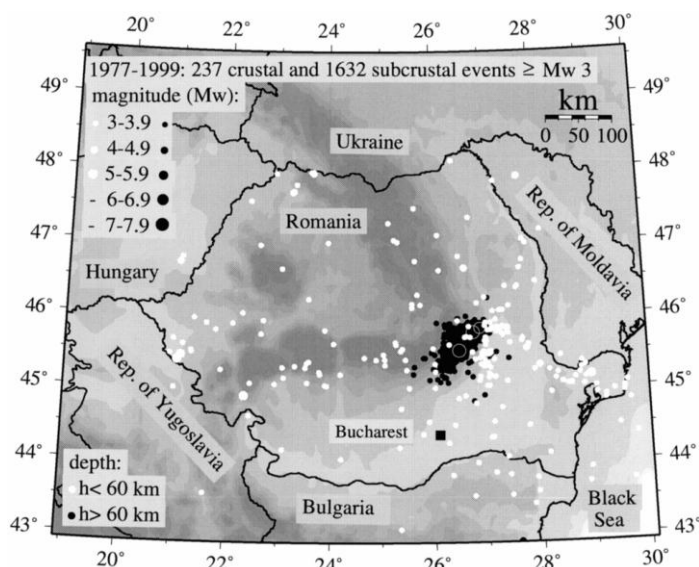 20° 22° 24° 26° 28° 30°
49°
1977-1999: 237 crustal and 1632 subcrustal events ≥ Mw 3
magnitude (Mw):
3-3.9
4-4.9
5-5.9
- 6-6.9
- 7-7.9
km
0 50 100
49°
48°
47°
46°
45°
44°
43°
Ukraine
Romania
Rep. of Moldavia
Hungary
Rep. of Yugoslavia
Bucharest
depth:
h< 60 km
h> 60 km
Bulgaria
Black
Sea
48°
47°
46°
45°
44°
43°
20° 22° 24° 26° 28° 30°